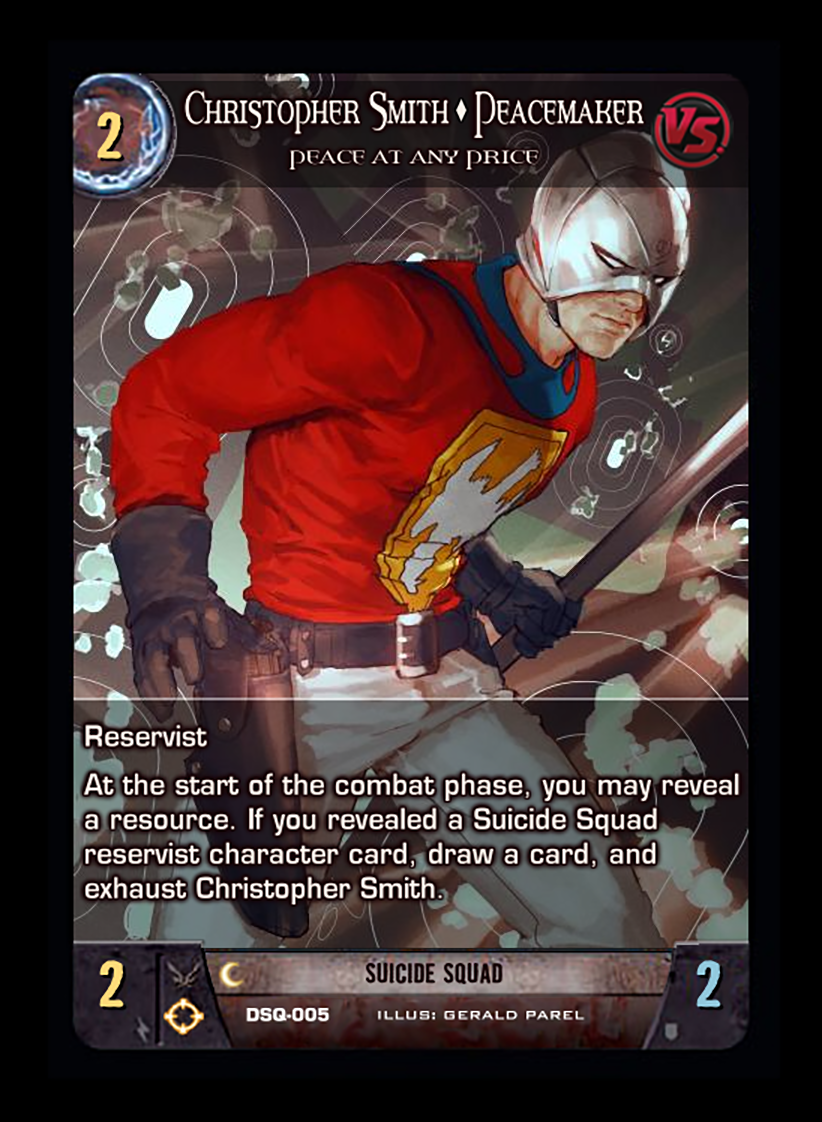 2
CHRISTOPHER SMITH ♦ PEACEMAKER
VS.
PEACE AT ANY PRICE
Reservist
At the start of the combat phase, you may reveal
a resource. If you revealed a Suicide Squad
reservist character card, draw a card, and
exhaust Christopher Smith.
2
SUICIDE SQUAD
2
DSQ-005 ILLUS: GERALD PAREL